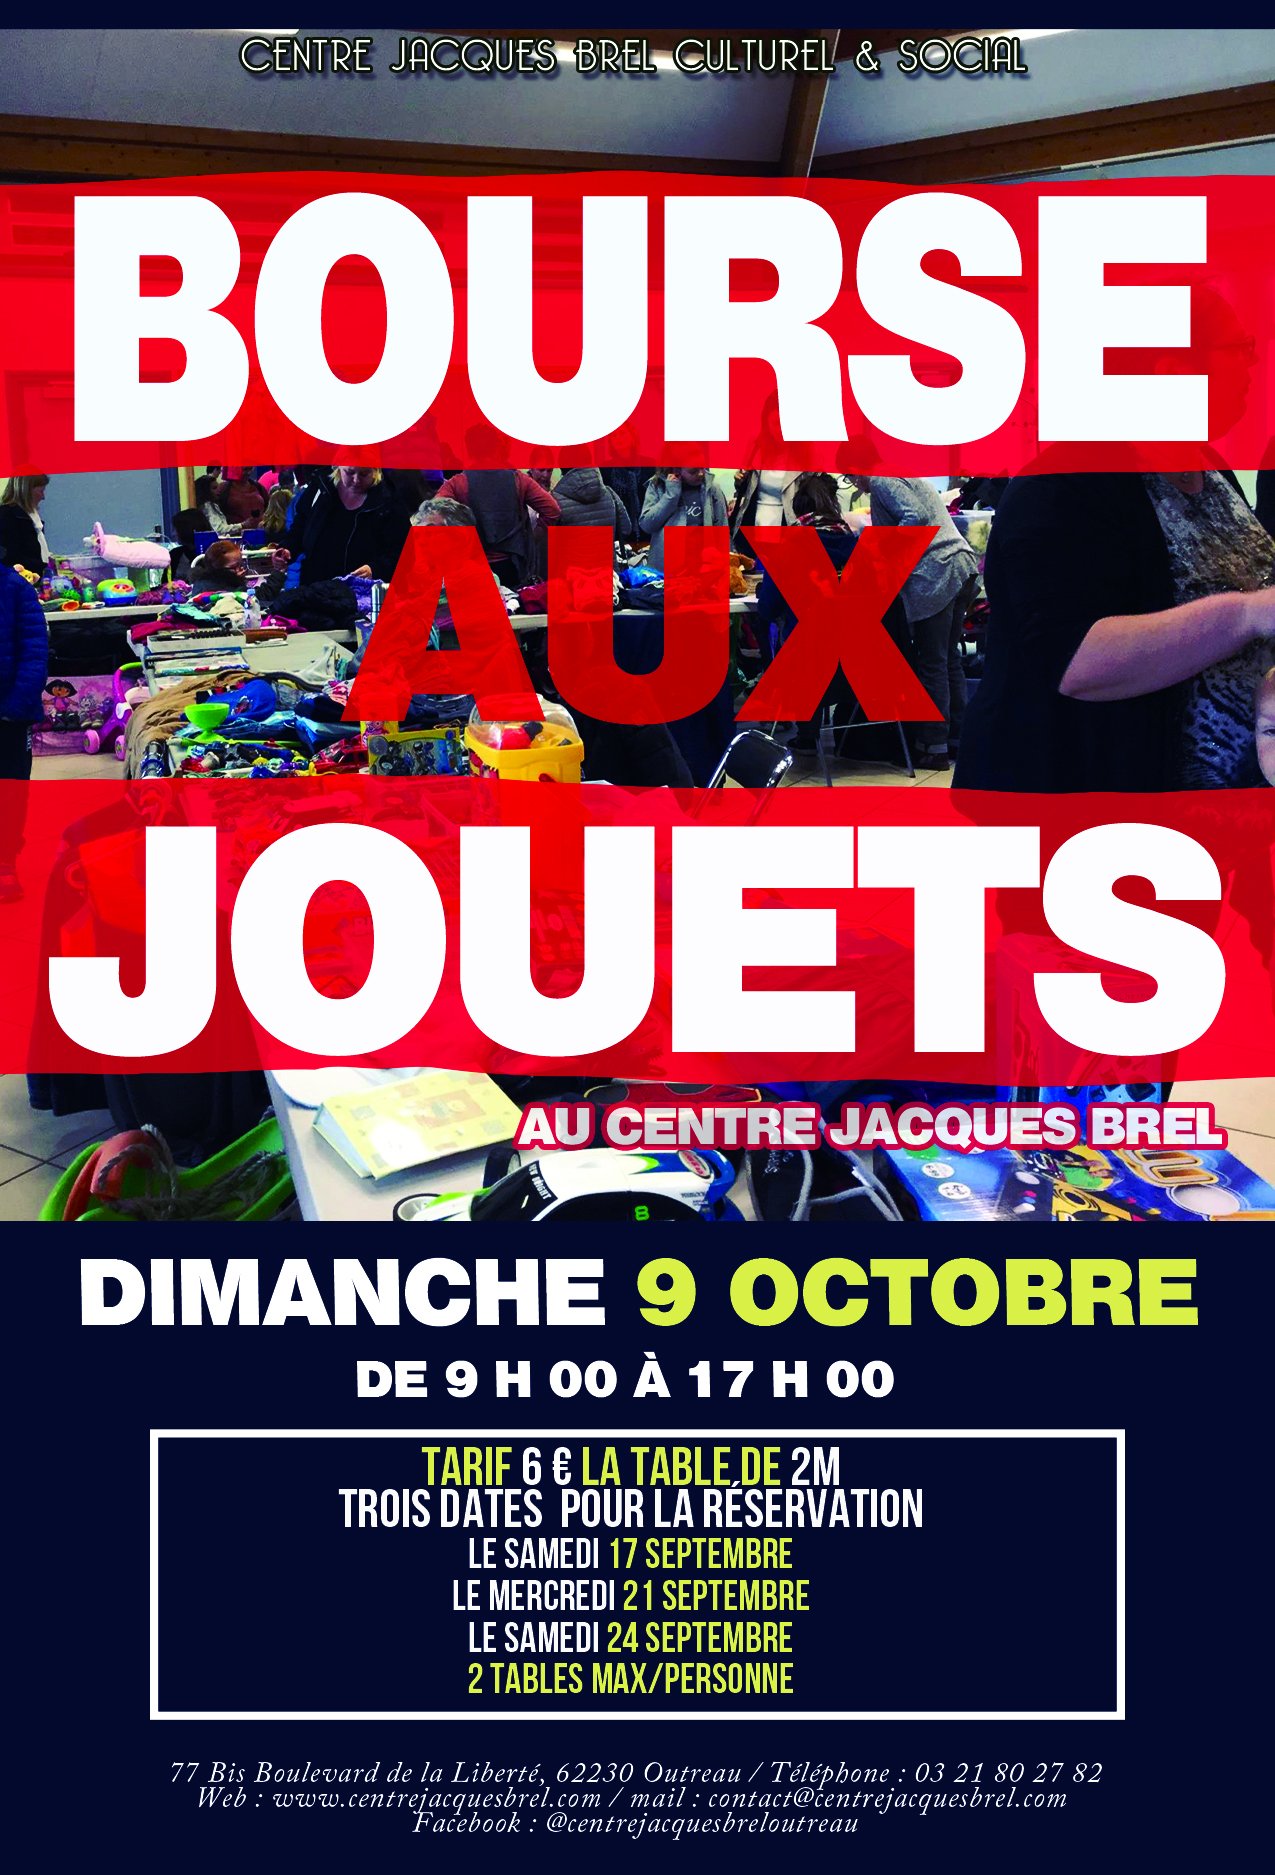 CENTRE JACQUES BREL CULTUREL & SOCIAL
BOURSE
AUX
JOUETS
AU CENTRE JACQUES BREL
8
DIMANCHE 9 OCTOBRE
DE 9 H 00 À 17 H 00
TARIF 6 € LA TABLE DE 2M
TROIS DATES POUR LA RÉSERVATION
LE SAMEDI 17 SEPTEMBRE
LE MERCREDI 21 SEPTEMBRE
LE SAMEDI 24 SEPTEMBRE
2 TABLES MAX/PERSONNE
77 Bis Boulevard de la Liberté, 62230 Outreau / Téléphone : 03 21 80 27 82
Web : www.centrejacquesbrel.com / mail : contact@centrejacquesbrel.com
Facebook : @centrejacquesbreloutreau